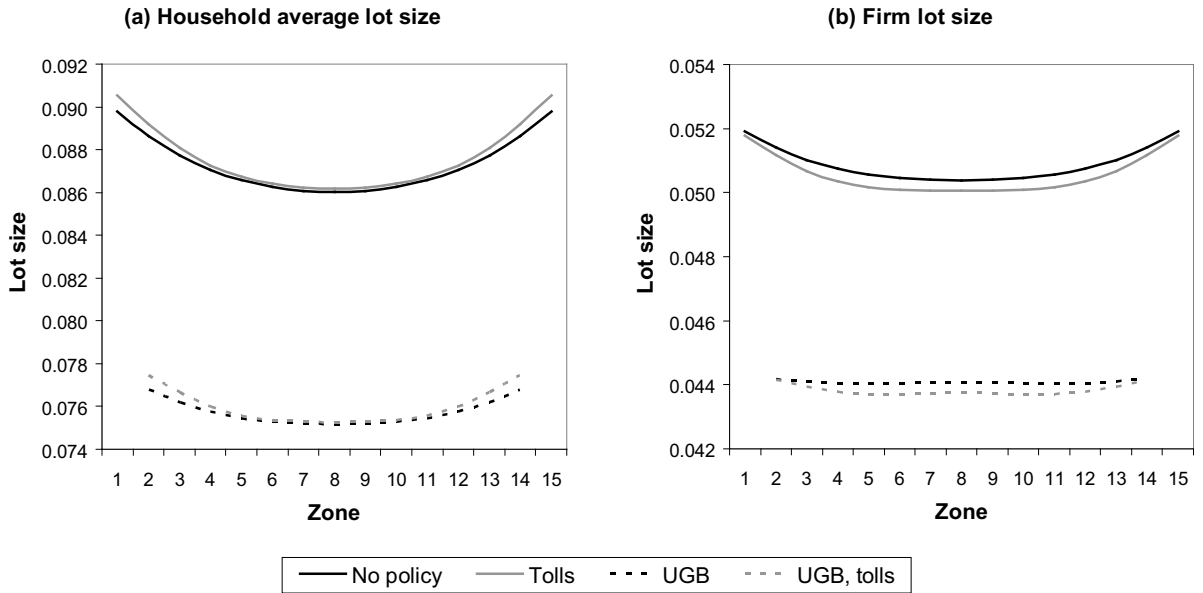 (a) Household average lot size
(b) Firm lot size
0.092
0.090
0.088
0.086
0.084
0.082
0.080
0.078
0.076
0.074
Lot size
1 2 3 4 5 6 7 8 9 10 11 12 13 14 15
Zone
0.054
0.052
0.050
0.048
0.046
0.044
0.042
Lot size
1 2 3 4 5 6 7 8 9 10 11 12 13 14 15
Zone
No policy Tolls UGB UGB, tolls